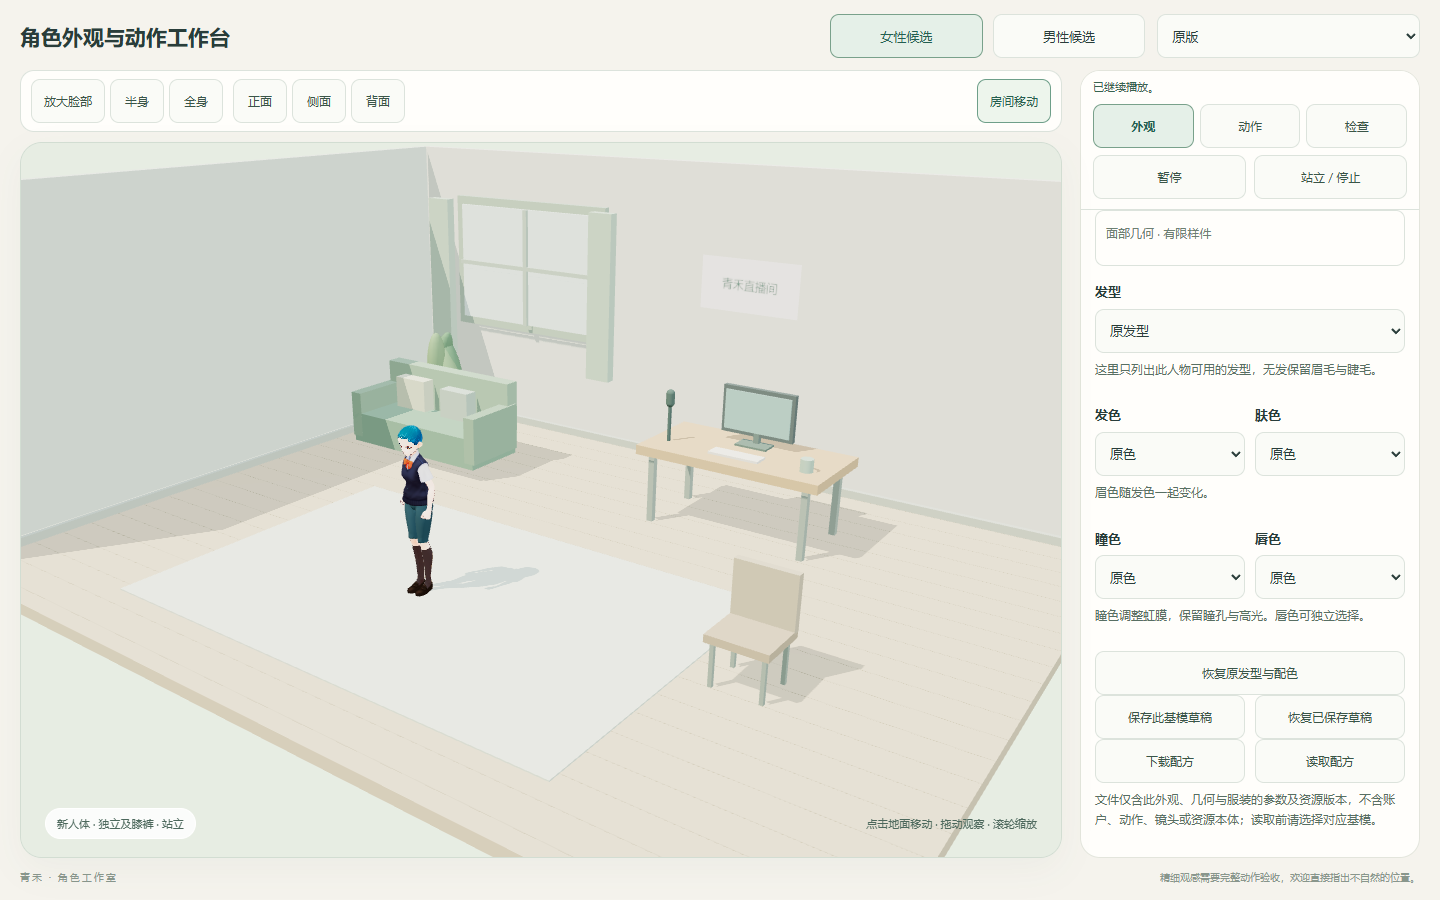 角色外观与动作工作台
女性候选
男性候选
原版
放大脸部
半身
全身
正面
侧面
背面
房间移动
已继续播放。
外观
动作
检查
暂停
站立 / 停止
面部几何 · 有限样件
发型
原发型
这里只列出此人物可用的发型，无发保留眉毛与睫毛。
发色
肤色
原色
原色
眉色随发色一起变化。
瞳色
唇色
原色
原色
瞳色调整虹膜，保留瞳孔与高光。唇色可独立选择。
恢复原发型与配色
保存此基模草稿
恢复已保存草稿
下载配方
读取配方
文件仅含此外观、几何与服装的参数及资源版本，不含账
户、动作、镜头或资源本体；读取前请选择对应基模。
青禾直播间
新人体 · 独立及膝裤 · 站立
点击地面移动 · 拖动观察 · 滚轮缩放
青禾 · 角色工作室
精细观感需要完整动作验收，欢迎直接指出不自然的位置。